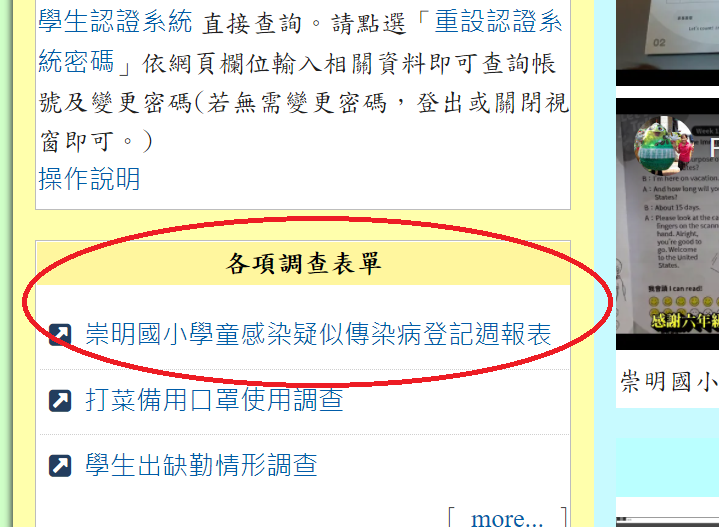 學生認證系統 直接查詢。請點選「重設認證系
統密碼」依網頁欄位輸入相關資料即可查詢帳
號及變更密碼(若無需變更密碼，登出或關閉視
窗即可。)
操作說明
各項調查表單
崇明國小學童感染疑似傳染病登記週報表
打菜備用口罩使用調查
學生出缺勤情形調查
[ more... ]
02
Week 1
B: I'm here on vacation.
A: And how long will you
States?
B: About 15 days.
A: Please look at the ca
fingers on the scann
hand. Alright,
you're good to
go. Welcome
to the United
States.
我會讀 I can read!
感謝六年級
崇明國小